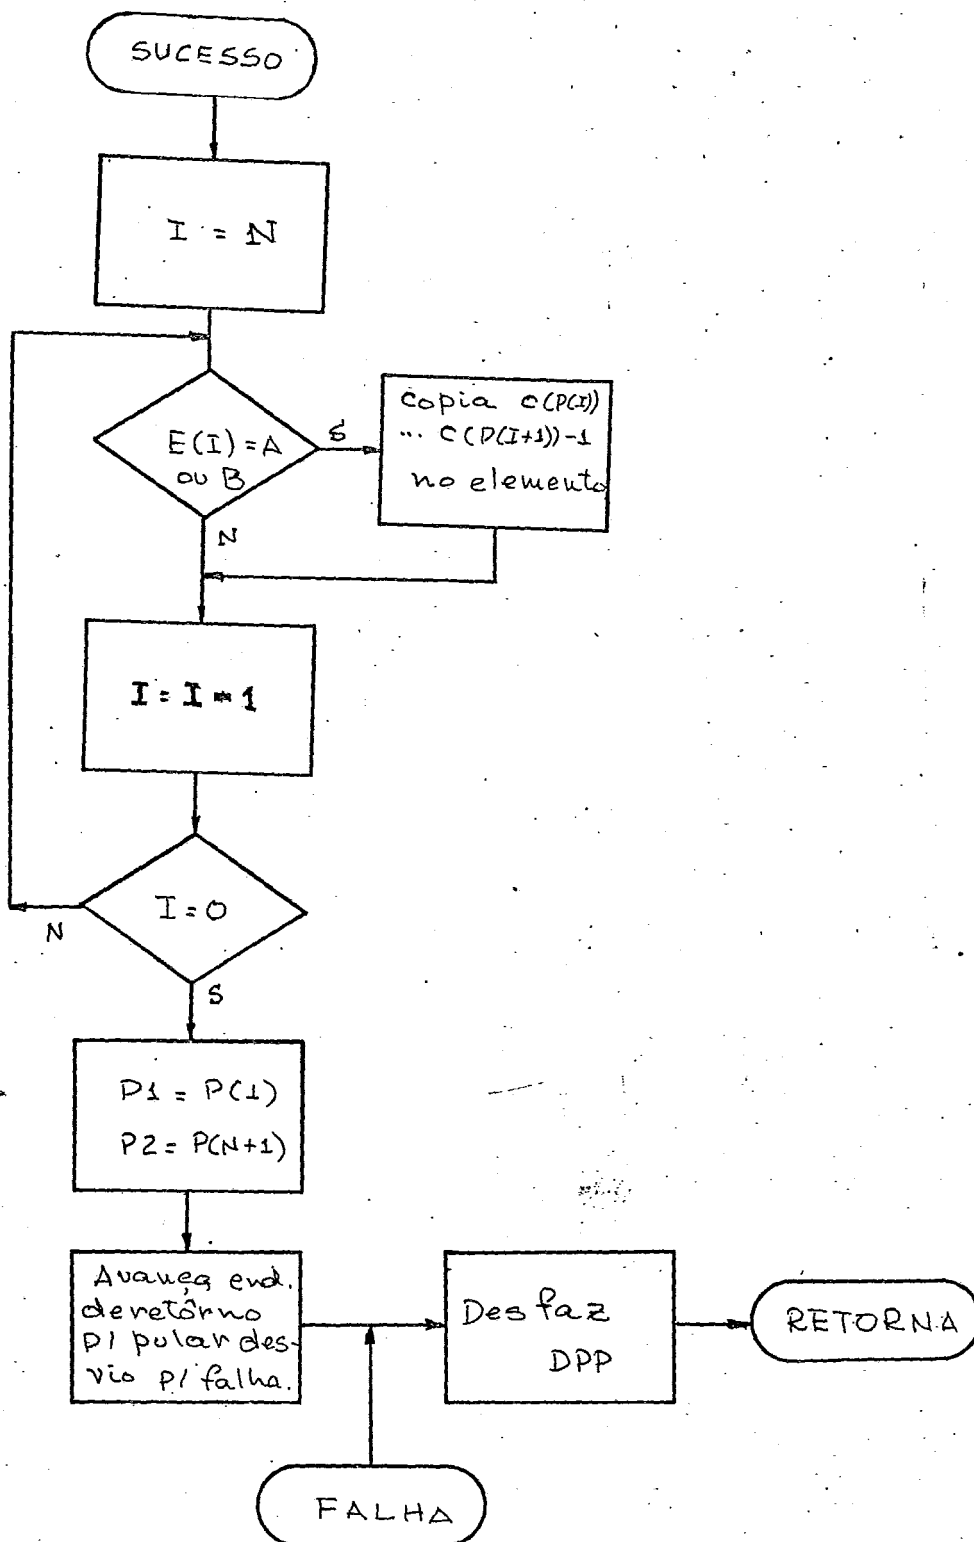 SUCESSO
I = N
E(I) = A
ou B
S
copia C(P(I))
... C(P(I+1))-1
no elemento
N
I = I - 1
I = 0
N
S
P1 = P(1)
P2 = P(N+1)
Avança end.
de retôrno
p/ pular des-
vio p/ falha.
Desfaz
DPP
RETORNA
FALHA